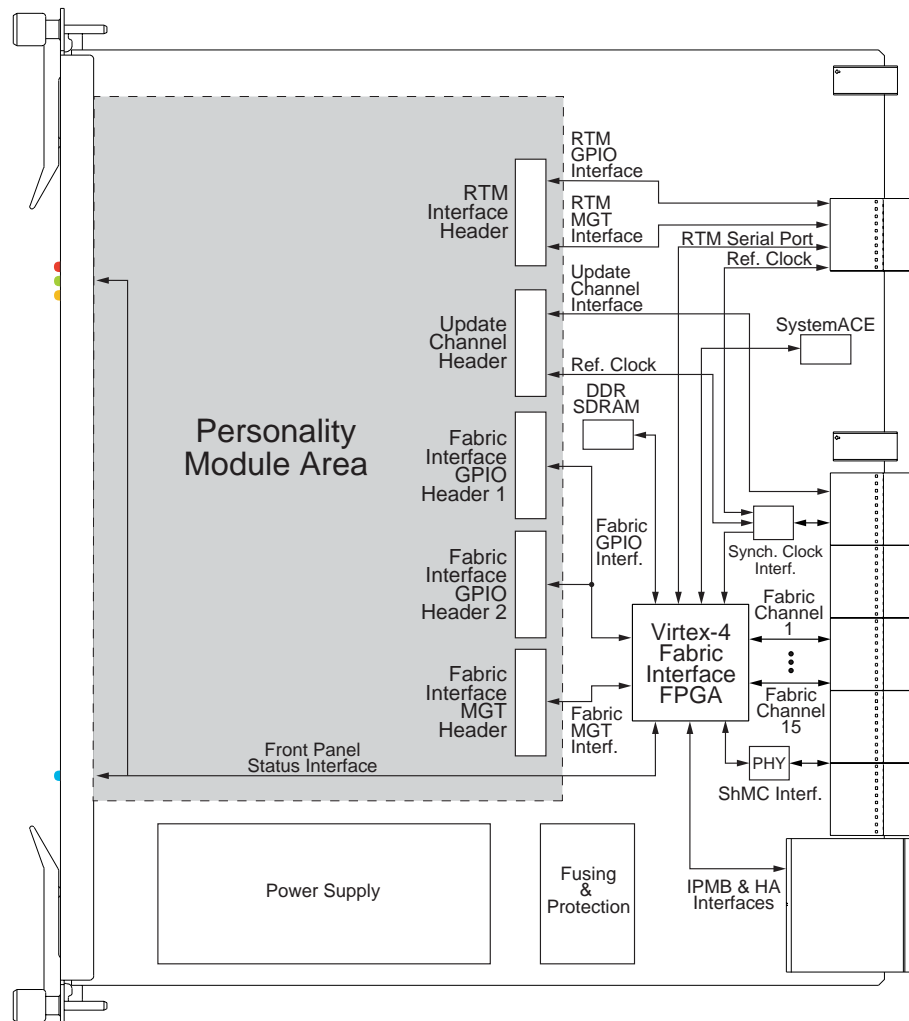 RTM
GPIO
Interface
RTM
Interface
Header
RTM
MGT
Interface
RTM Serial Port
Ref. Clock
Update
Channel
Interface
SystemACE
Update
Channel
Header
Ref. Clock
DDR
SDRAM
Personality
Module Area
Fabric
Interface
GPIO
Header 1
Fabric
GPIO
Interf.
Synch. Clock
Interf.
Fabric
Interface
GPIO
Header 2
Virtex-4
Fabric
Interface
FPGA
Fabric
Channel
1
Fabric
Channel
15
Fabric
Interface
MGT
Header
Fabric
MGT
Interf.
Front Panel
Status Interface
PHY
ShMC Interf.
Power Supply
Fusing
&
Protection
IPMB & HA
Interfaces